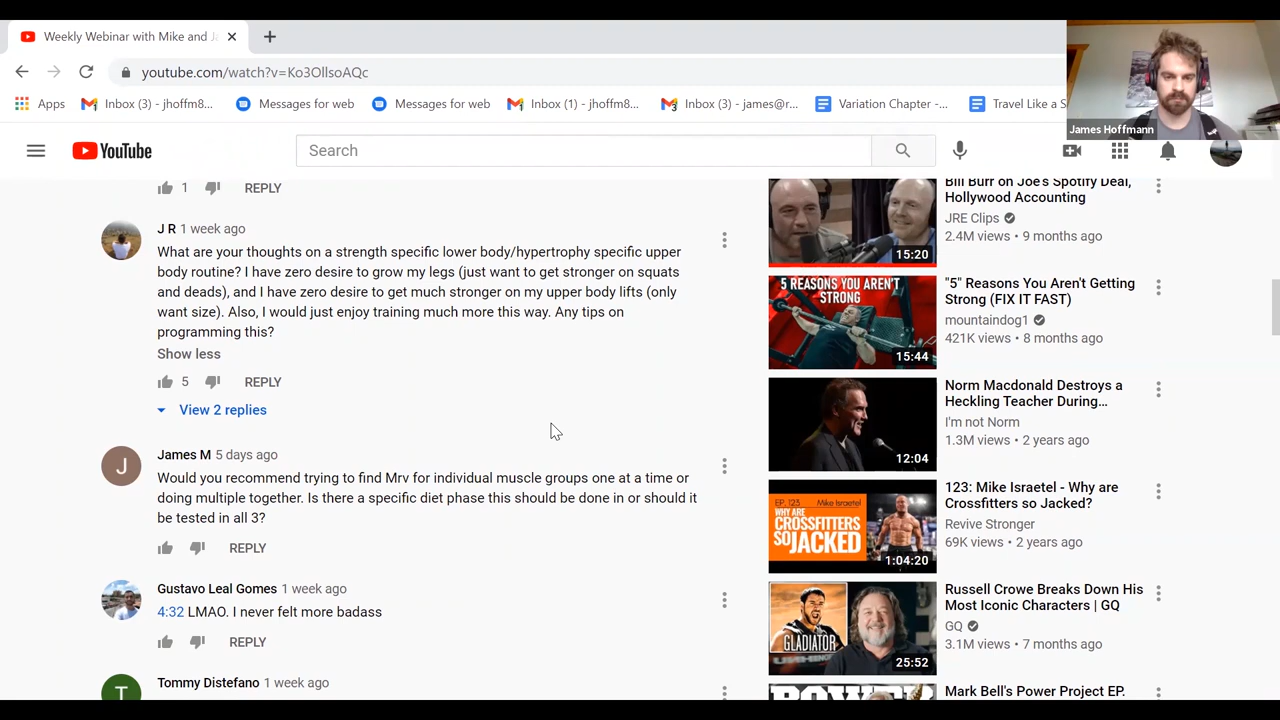 Weekly Webinar with Mike and J
youtube.com/watch?v=Ko3OllsoAQc
Apps
Inbox (3) - jhoffm8...
Messages for web
Messages for web
Inbox (1) - jhoffm8...
Inbox (3) - james@r...
Variation Chapter -...
Travel Like a S
James Hoffmann
YouTube
Search
1
REPLY
J R 1 week ago
What are your thoughts on a strength specific lower body/hypertrophy specific upper
body routine? I have zero desire to grow my legs (just want to get stronger on squats
and deads), and I have zero desire to get much stronger on my upper body lifts (only
want size). Also, I would just enjoy training much more this way. Any tips on
programming this?
Show less
5
REPLY
View 2 replies
J
James M 5 days ago
Would you recommend trying to find Mrv for individual muscle groups one at a time or
doing multiple together. Is there a specific diet phase this should be done in or should it
be tested in all 3?
REPLY
Gustavo Leal Gomes 1 week ago
4:32 LMAO. I never felt more badass
REPLY
T
Tommy Distefano 1 week ago
15:20
Bill Burr on Joe's Spotify Deal,
Hollywood Accounting
JRE Clips
2.4M views • 9 months ago
5 REASONS YOU AREN'T
STRONG
15:44
"5" Reasons You Aren't Getting
Strong (FIX IT FAST)
mountaindog1
421K views • 8 months ago
12:04
Norm Macdonald Destroys a
Heckling Teacher During...
I'm not Norm
1.3M views • 2 years ago
EP. 123
Mike Israetel
WHY ARE
CROSSFITTERS
SO JACKED
1:04:20
123: Mike Israetel - Why are
Crossfitters so Jacked?
Revive Stronger
69K views • 2 years ago
GLADIATOR
25:52
Russell Crowe Breaks Down His
Most Iconic Characters | GQ
GQ
3.1M views • 7 months ago
POWER
Mark Bell's Power Project EP.